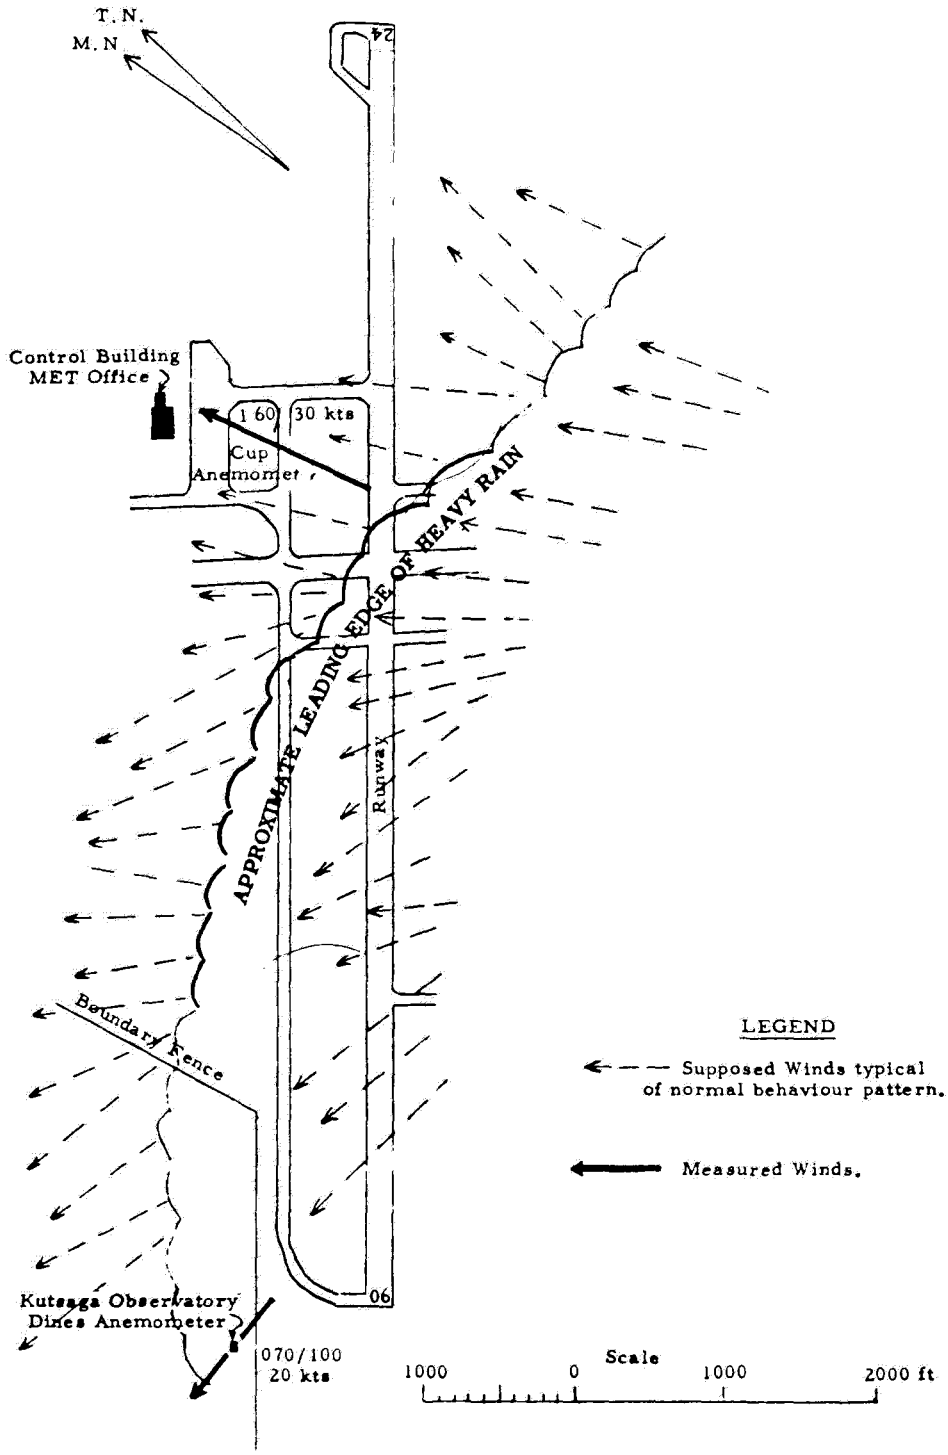 T.N.
M.N
24
Control Building
MET Office
160 30 kts
Cup
Anemomet
APPROXIMATE LEADING EDGE OF HEAVY RAIN
Runway
Boundary Fence
LEGEND
Supposed Winds typical
of normal behaviour pattern.
Measured Winds.
06
Kutsaga Observatory
Dines Anemometer
070/100
20 kts
Scale
1000 0 1000 2000 ft